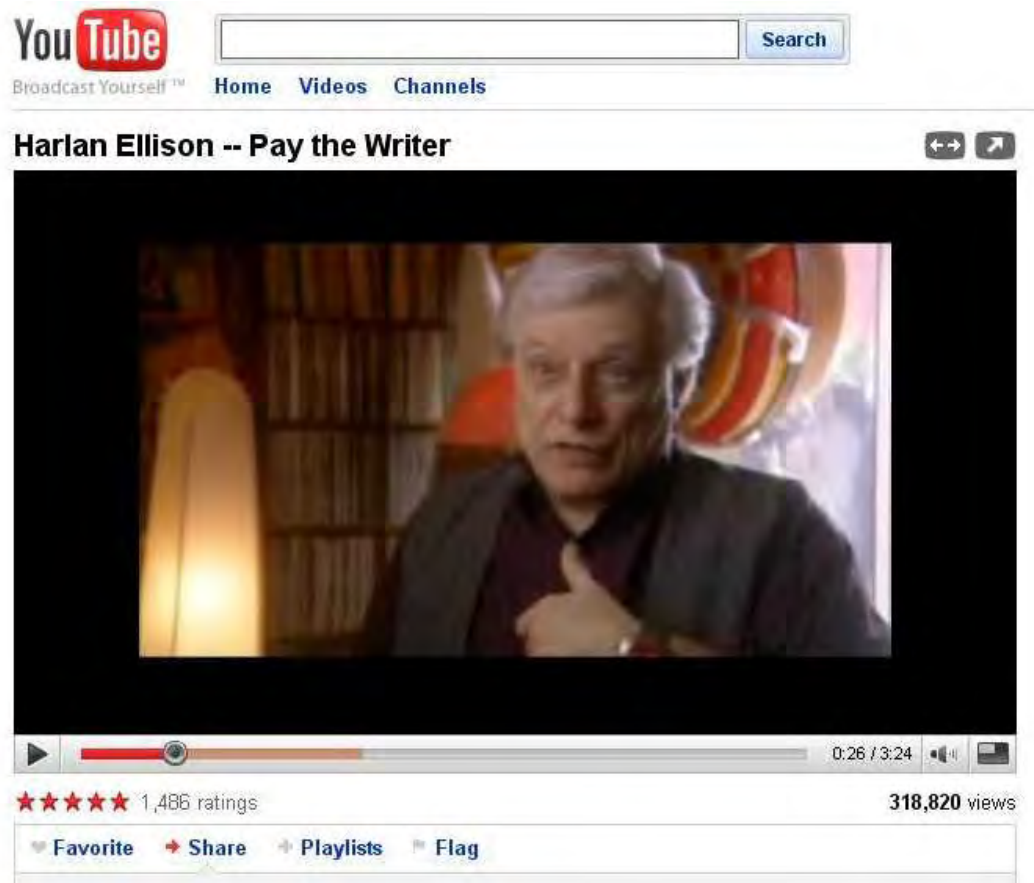 You Tube
Search
Broadcast Yourself ™
Home Videos Channels
Harlan Ellison -- Pay the Writer
0:26 / 3:24
1,486 ratings
318,820 views
Favorite Share Playlists Flag